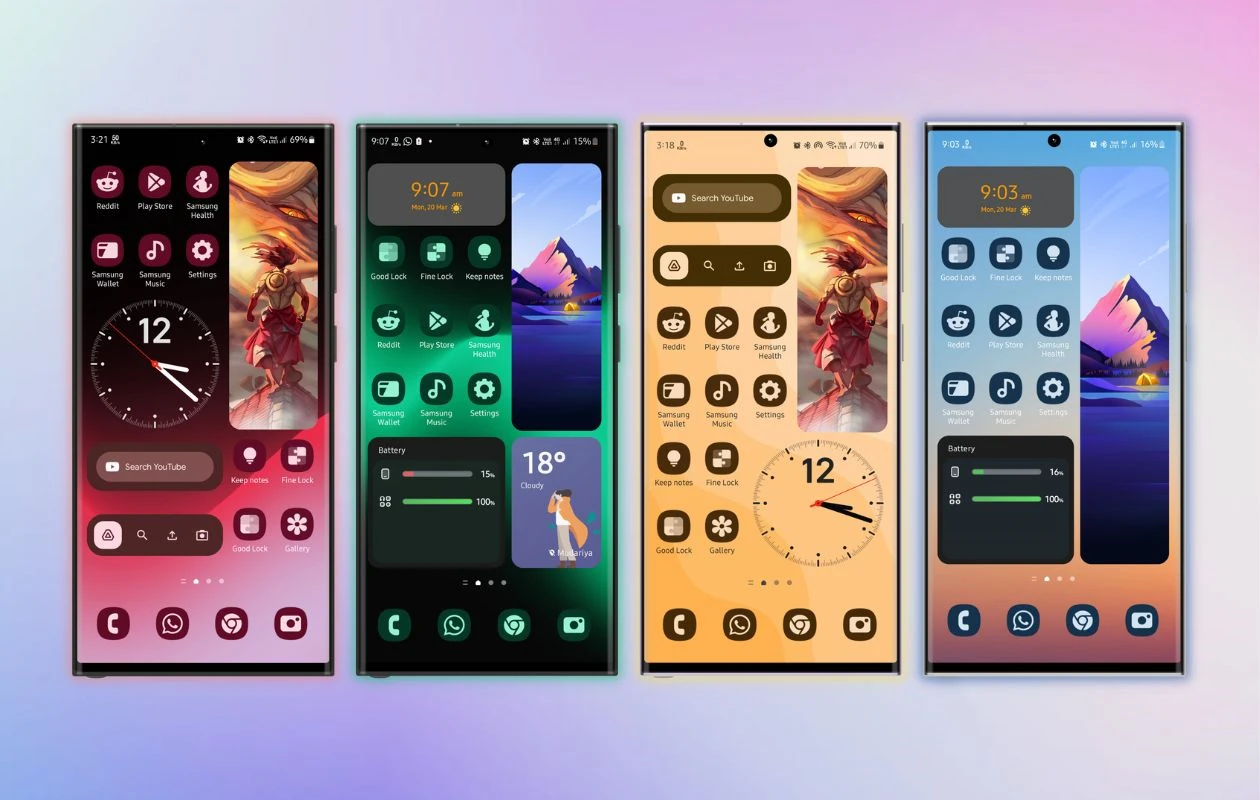 3:21
69%
Reddit
Play Store
Samsung
Health
Samsung
Wallet
Samsung
Music
Settings
12
Search YouTube
Keep notes
Fine Lock
Good Lock
Gallery
9:07
15%
9:07 am
Mon, 20 Mar
Good Lock
Fine Lock
Keep notes
Reddit
Play Store
Samsung
Health
Samsung
Wallet
Samsung
Music
Settings
Battery
15%
100%
18°
Cloudy
Mudariya
3:18
70%
Search YouTube
Reddit
Play Store
Samsung
Health
Samsung
Wallet
Samsung
Music
Settings
Keep notes
Fine Lock
Good Lock
Gallery
12
9:03
16%
9:03 am
Mon, 20 Mar
Good Lock
Fine Lock
Keep notes
Reddit
Play Store
Samsung
Health
Samsung
Wallet
Samsung
Music
Settings
Battery
16%
100%